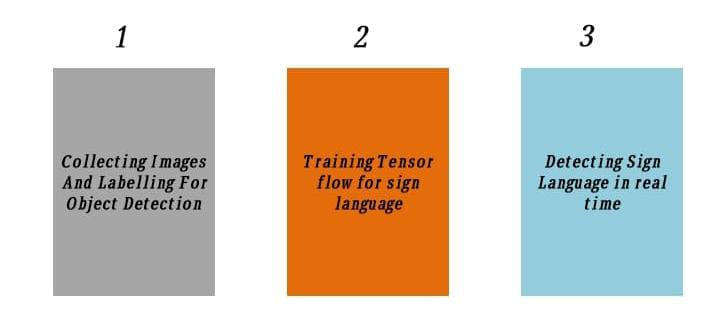 1
2
3
Collecting Images
And Labelling For
Object Detection
Training Tensor
flow for sign
language
Detecting Sign
Language in real
time